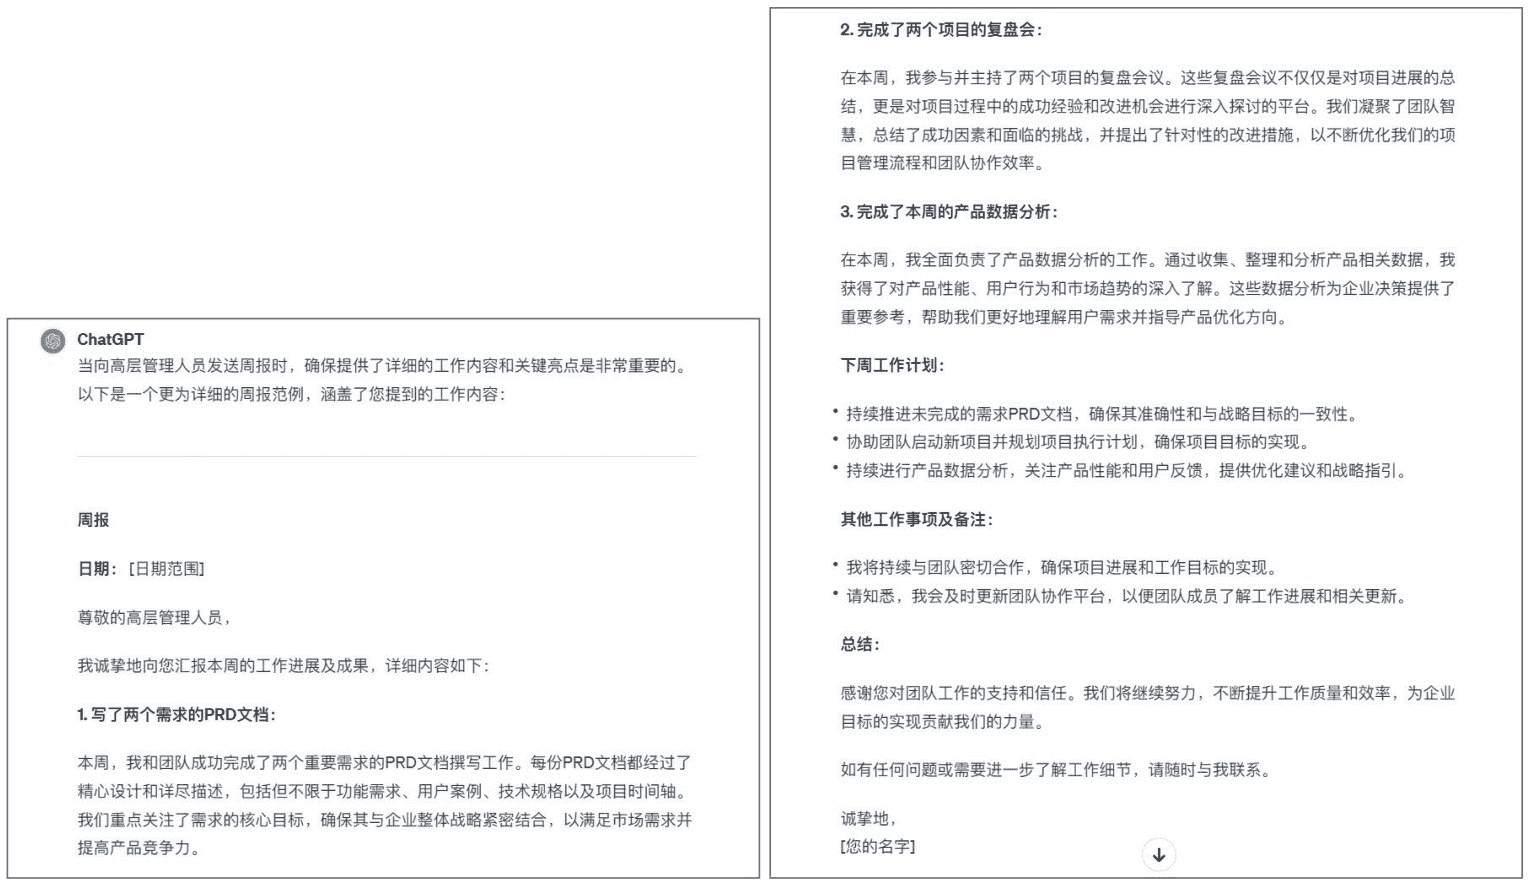 ChatGPT
当向高层管理人员发送周报时，确保提供了详细的工作内容和关键亮点是非常重要的。
以下是一个更为详细的周报范例，涵盖了您提到的工作内容：
周报
日期： [日期范围]
尊敬的高层管理人员，
我诚挚地向您汇报本周的工作进展及成果，详细内容如下：
1. 写了两个需求的PRD文档：
本周，我和团队成功完成了两个重要需求的PRD文档撰写工作。每份PRD文档都经过了
精心设计和详尽描述，包括但不限于功能需求、用户案例、技术规格以及项目时间轴。
我们重点关注了需求的核心目标，确保其与企业整体战略紧密结合，以满足市场需求并
提高产品竞争力。
2. 完成了两个项目的复盘会：
在本周，我参与并主持了两个项目的复盘会议。这些复盘会议不仅仅是对项目进展的总
结，更是对项目过程中的成功经验和改进机会进行深入探讨的平台。我们凝聚了团队智
慧，总结了成功因素和面临的挑战，并提出了针对性的改进措施，以不断优化我们的项
目管理流程和团队协作效率。
3. 完成了本周的产品数据分析：
在本周，我全面负责了产品数据分析的工作。通过收集、整理和分析产品相关数据，我
获得了对产品性能、用户行为和市场趋势的深入了解。这些数据分析为企业决策提供了
重要参考，帮助我们更好地理解用户需求并指导产品优化方向。
下周工作计划：
• 持续推进未完成的需求PRD文档，确保其准确性和与战略目标的一致性。
• 协助团队启动新项目并规划项目执行计划，确保项目目标的实现。
• 持续进行产品数据分析，关注产品性能和用户反馈，提供优化建议和战略指引。
其他工作事项及备注：
• 我将持续与团队密切合作，确保项目进展和工作目标的实现。
• 请知悉，我会及时更新团队协作平台，以便团队成员了解工作进展和相关更新。
总结：
感谢您对团队工作的支持和信任。我们将继续努力，不断提升工作质量和效率，为企业
目标的实现贡献我们的力量。
如有任何问题或需要进一步了解工作细节，请随时与我联系。
诚挚地，
[您的名字]